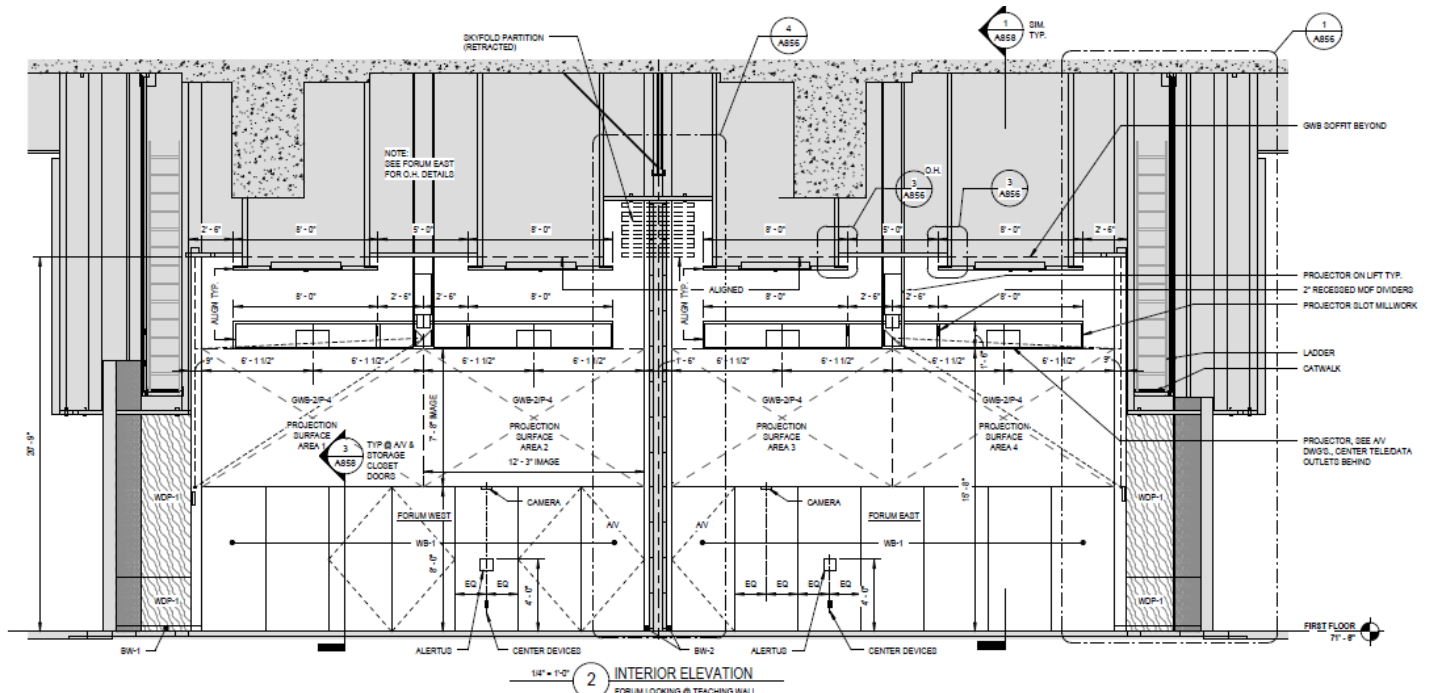 SKYFOLD PARTITION
(RETRACTED)
4
A856
1
A858
SIM.
TYP.
1
A856
GWB SOFFIT BEYOND
NOTE:
SEE FORUM EAST
FOR O.H. DETAILS
O.H.
3
A856
3
A856
2' - 6"
8' - 0"
5' - 0"
8' - 0"
8' - 0"
5' - 0"
8' - 0"
2' - 6"
ALIGN TYP.
ALIGNED
ALIGN TYP.
PROJECTOR ON LIFT TYP.
2" RECESSED MDF DIVIDERS
PROJECTOR SLOT MILLWORK
8' - 0"
2' - 6"
2' - 6"
8' - 0"
8' - 0"
2' - 6"
2' - 6"
8' - 0"
9"
6' - 1 1/2"
6' - 1 1/2"
6' - 1 1/2"
6' - 1 1/2"
1' - 6"
6' - 1 1/2"
6' - 1 1/2"
6' - 1 1/2"
1' - 6"
6' - 1 1/2"
9"
LADDER
CATWALK
GWB-2/P-4
PROJECTION
SURFACE
AREA 1
GWB-2/P-4
PROJECTION
SURFACE
AREA 2
GWB-2/P-4
PROJECTION
SURFACE
AREA 3
GWB-2/P-4
PROJECTION
SURFACE
AREA 4
7' - 8" IMAGE
12' - 3" IMAGE
3
A858
TYP @ A/V &
STORAGE
CLOSET
DOORS
PROJECTOR, SEE A/V
DWG'S., CENTER TELE/DATA
OUTLETS BEHIND
20' - 9"
15' - 8"
WDP-1
WDP-1
CAMERA
CAMERA
FORUM WEST
A/V
A/V
FORUM EAST
WB-1
WB-1
8' - 0"
EQ
EQ
4' - 0"
EQ
EQ
EQ
EQ
4' - 0"
WDP-1
WDP-1
FIRST FLOOR
71' - 6"
BW-1
ALERTUS
CENTER DEVICES
BW-2
ALERTUS
CENTER DEVICES
1/4" = 1'-0"
2
INTERIOR ELEVATION
FORUM LOOKING @ TEACHING WALL